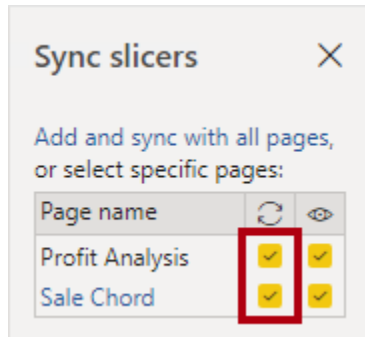 Sync slicers
Add and sync with all pages,
or select specific pages:
Page name
Profit Analysis
Sale Chord